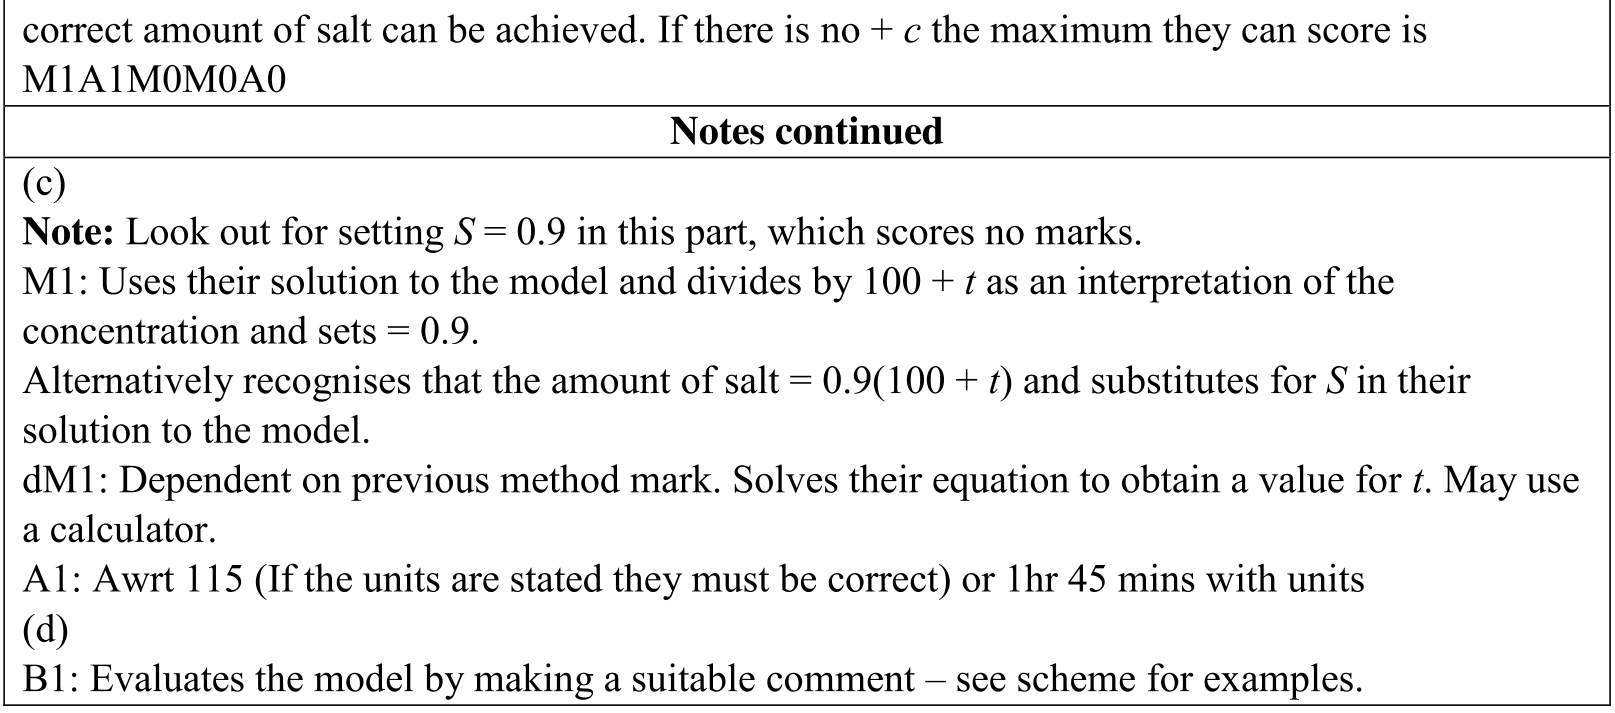 correct amount of salt can be achieved. If there is no + c the maximum they can score is
M1A1M0M0A0
Notes continued
(c)
Note: Look out for setting S = 0.9 in this part, which scores no marks.
M1: Uses their solution to the model and divides by 100 + t as an interpretation of the
concentration and sets = 0.9.
Alternatively recognises that the amount of salt = 0.9(100 + t) and substitutes for S in their
solution to the model.
dM1: Dependent on previous method mark. Solves their equation to obtain a value for t. May use
a calculator.
A1: Awrt 115 (If the units are stated they must be correct) or 1hr 45 mins with units
(d)
B1: Evaluates the model by making a suitable comment – see scheme for examples.